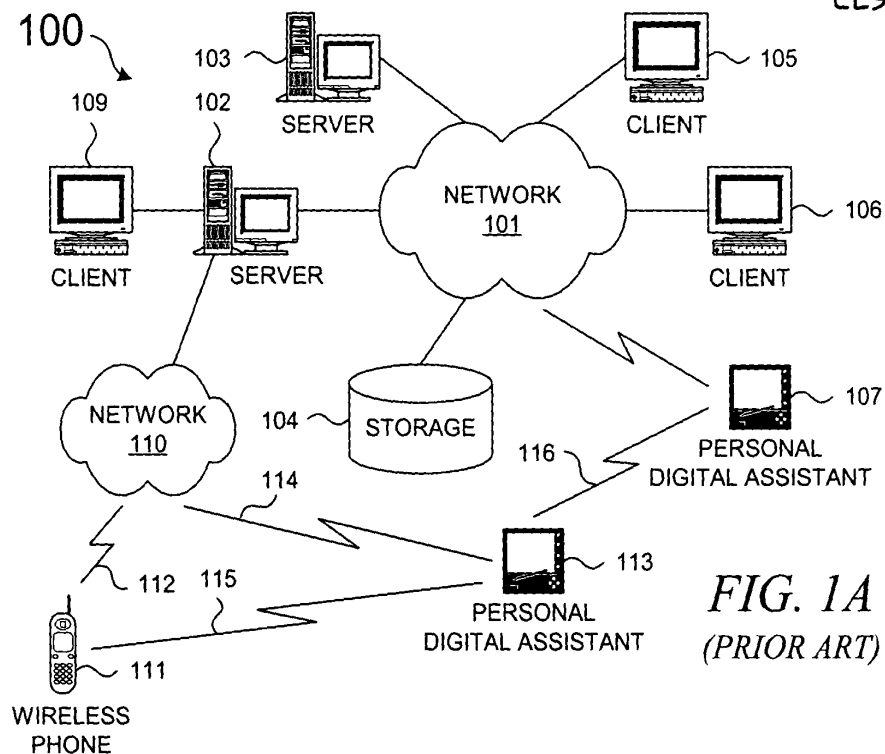 100
103
SERVER
105
CLIENT
109
CLIENT
102
SERVER
NETWORK
101
106
CLIENT
NETWORK
110
104
STORAGE
107
PERSONAL
DIGITAL ASSISTANT
116
114
112
115
113
PERSONAL
DIGITAL ASSISTANT
111
WIRELESS
PHONE
FIG. 1A
(PRIOR ART)